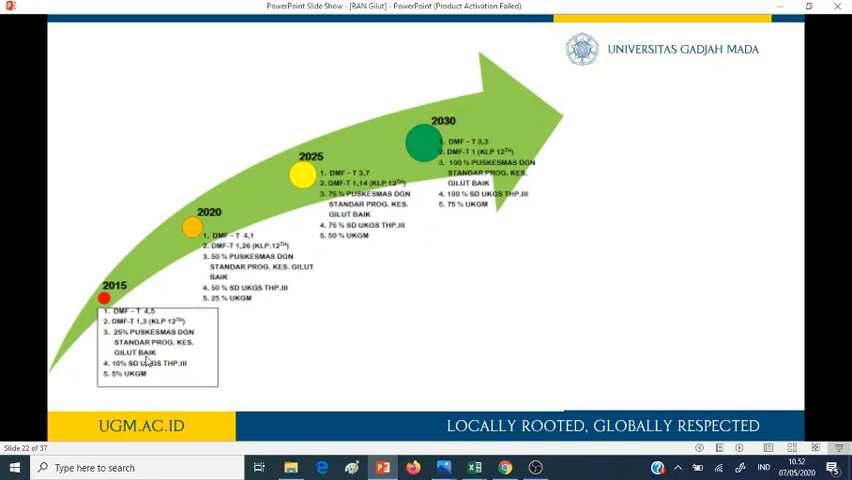 PowerPoint Slide Show - [RAN Gilut] - PowerPoint (Product Activation Failed)
UNIVERSITAS GADJAH MADA
2030
1. DMF – T 3,3
2. DMF-T 1 (KLP 12TH)
3. 100 % PUSKESMAS DGN
STANDAR PROG. KES.
GILUT BAIK
4. 100 % SD UKGS THP.III
5. 75 % UKGM
2025
1. DMF – T 3,7
2. DMF-T 1,14 (KLP 12TH)
3. 75 % PUSKESMAS DGN
STANDAR PROG. KES.
GILUT BAIK
4. 75 % SD UKGS THP.III
5. 50 % UKGM
2020
1. DMF – T 4,1
2. DMF-T 1,26 (KLP.12TH)
3. 50 % PUSKESMAS DGN
STANDAR PROG. KES. GILUT
BAIK
4. 50 % SD UKGS THP.III
5. 25 % UKGM
2015
1. DMF – T 4,5
2. DMF-T 1,3 (KLP 12TH)
3. 25% PUSKESMAS DGN
STANDAR PROG. KES.
GILUT BAIK
4. 10% SD UKGS THP.III
5. 5% UKGM
UGM.AC.ID
LOCALLY ROOTED, GLOBALLY RESPECTED
Slide 22 of 37
Type here to search
IND
10.52
07/05/2020
5